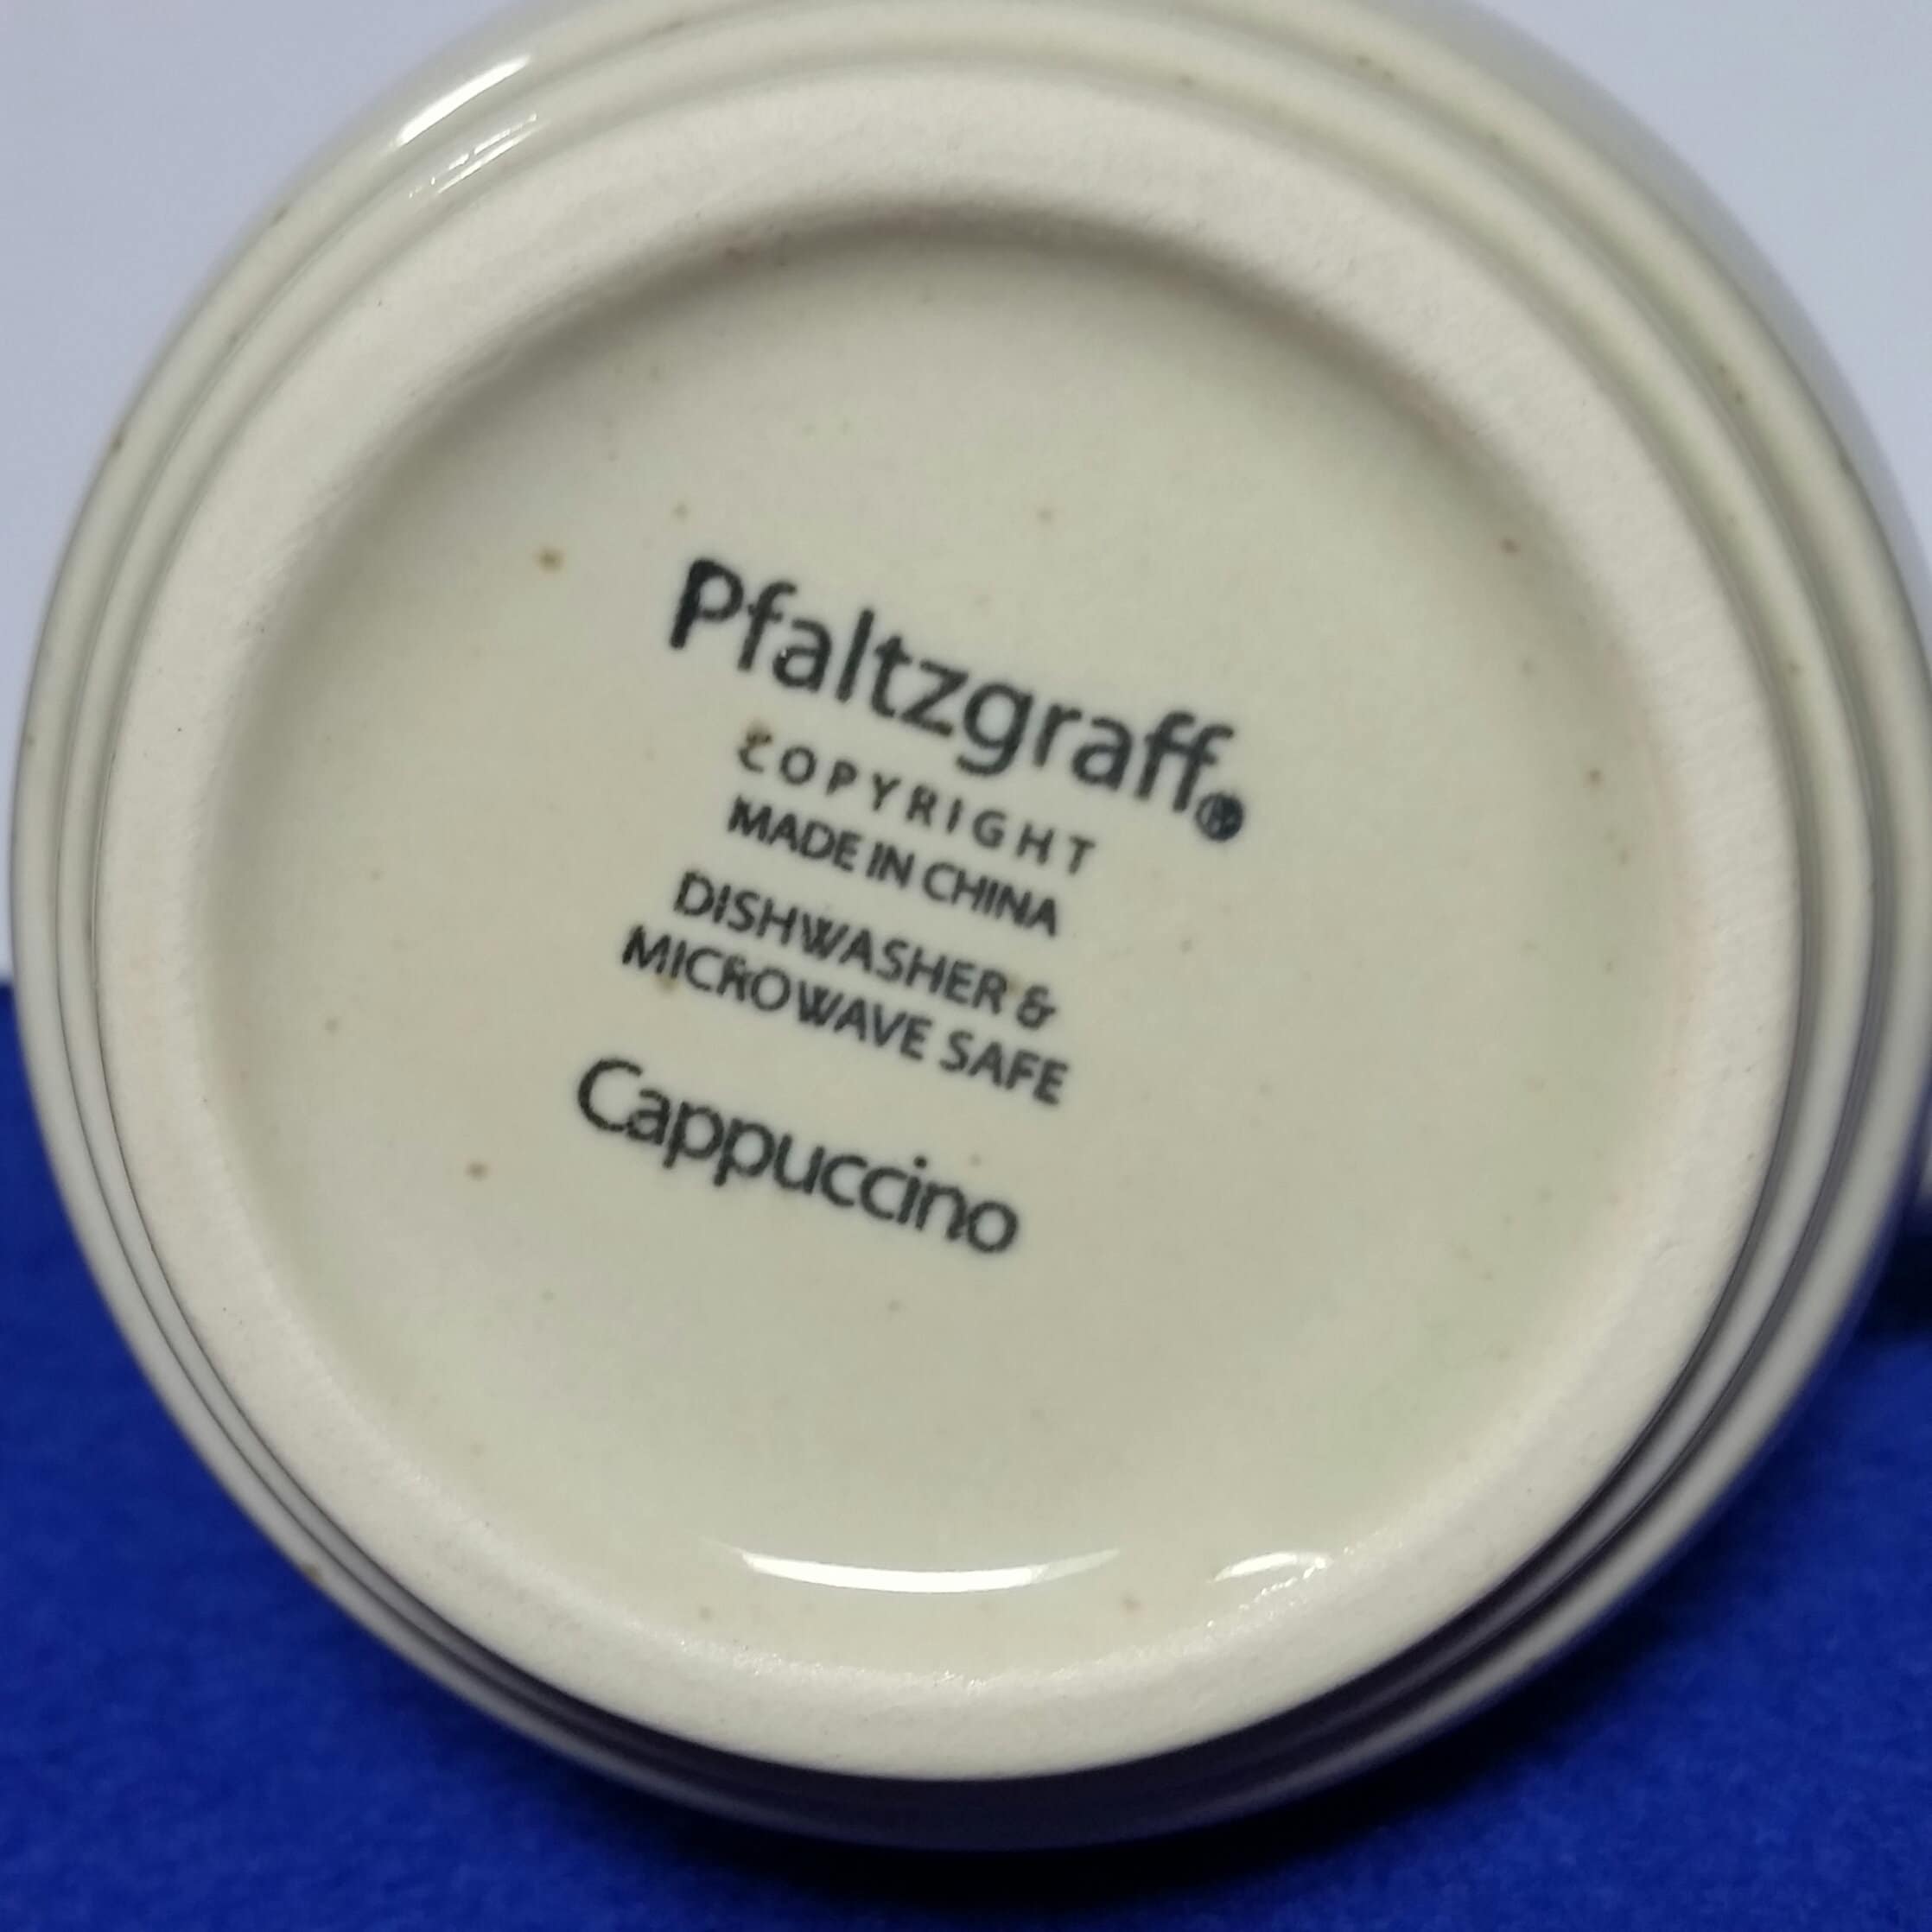 Pfaltzgraff®
COPYRIGHT
MADE IN CHINA
DISHWASHER &
MICROWAVE SAFE
Cappuccino